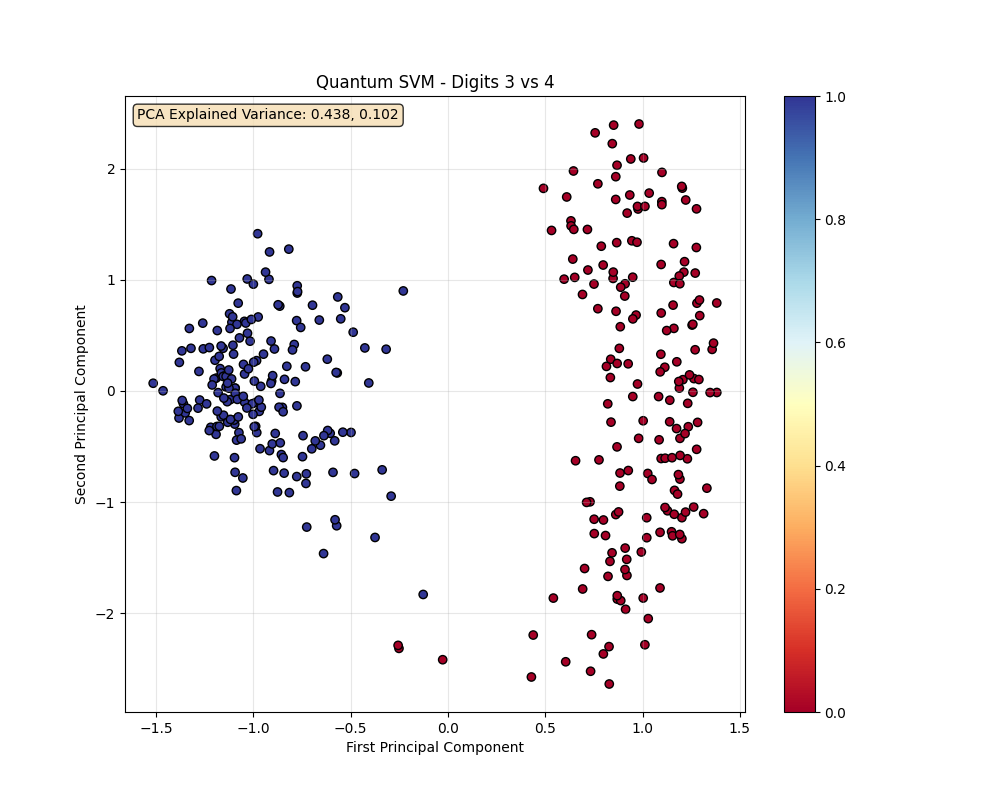 Quantum SVM - Digits 3 vs 4
PCA Explained Variance: 0.438, 0.102
Second Principal Component
2
1
0
−1
−2
−1.5 −1.0 −0.5 0.0 0.5 1.0 1.5
First Principal Component
1.0
0.8
0.6
0.4
0.2
0.0